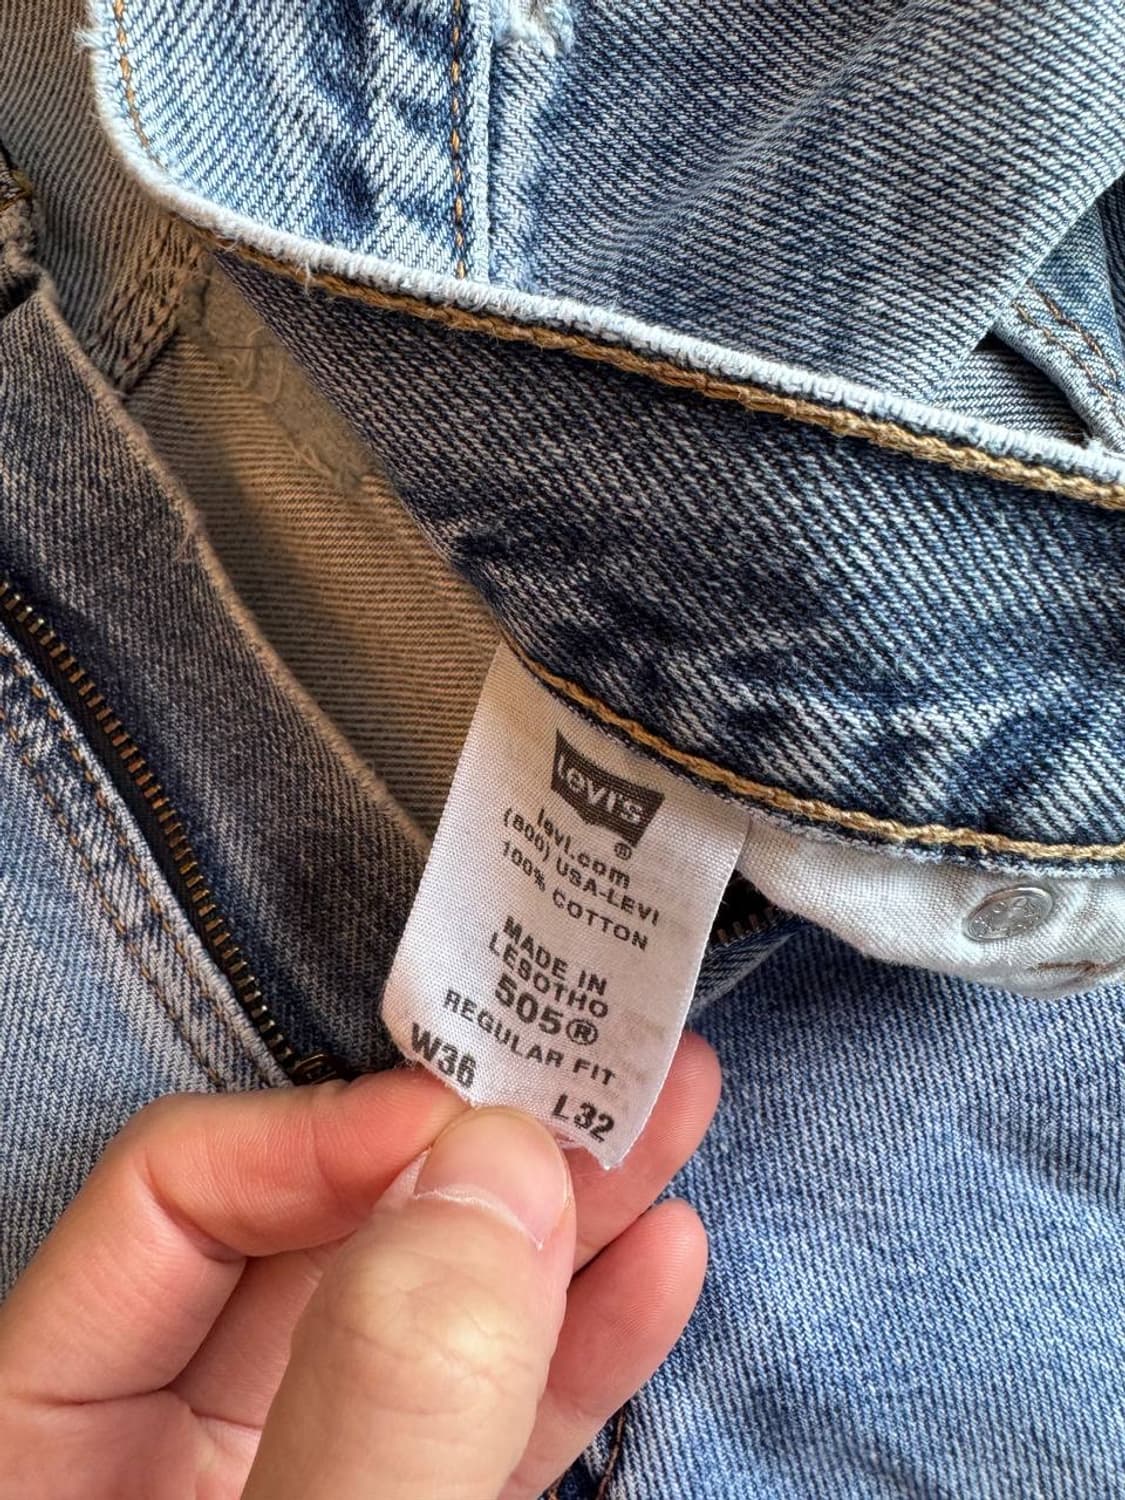 Levi's®
levi.com
(800) USA-LEVI
100% COTTON
MADE IN
LESOTHO
505®
REGULAR FIT
W36 L32